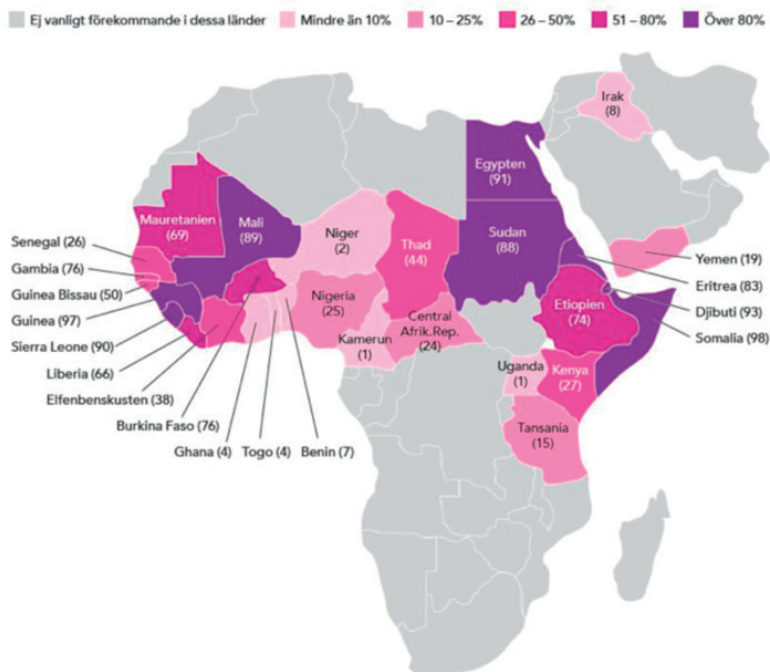 Ej vanligt förekommande i dessa länder
Mindre än 10%
10 – 25%
26 – 50%
51 – 80%
Över 80%
Irak
(8)
Egypten
(91)
Mauretanien
(69)
Mali
(89)
Niger
(2)
Thad
(44)
Sudan
(88)
Senegal (26)
Gambia (76)
Guinea Bissau (50)
Guinea (97)
Sierra Leone (90)
Liberia (66)
Elfenbenskusten (38)
Burkina Faso (76)
Ghana (4)
Togo (4)
Benin (7)
Nigeria
(25)
Kamerun
(1)
Central
Afrik.Rep.
(24)
Etiopien
(74)
Uganda
(1)
Kenya
(27)
Tansania
(15)
Yemen (19)
Eritrea (83)
Djibuti (93)
Somalia (98)